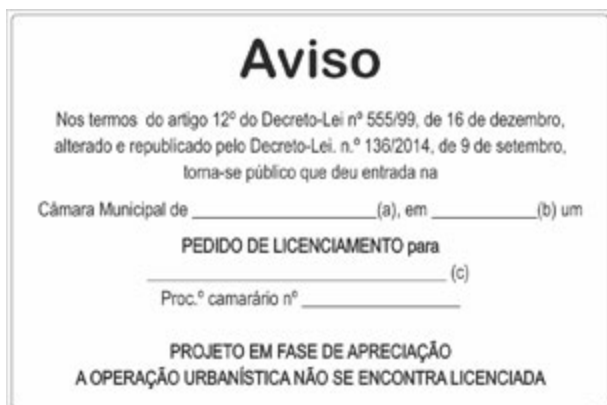 Aviso
Nos termos do artigo 12º do Decreto-Lei nº 555/99, de 16 de dezembro,
alterado e republicado pelo Decreto-Lei. n.º 136/2014, de 9 de setembro,
torna-se público que deu entrada na
Câmara Municipal de ____________________(a), em ___________(b) um
PEDIDO DE LICENCIAMENTO para
________________________________ (c)
Proc.º camarário nº _________________
PROJETO EM FASE DE APRECIAÇÃO
A OPERAÇÃO URBANÍSTICA NÃO SE ENCONTRA LICENCIADA